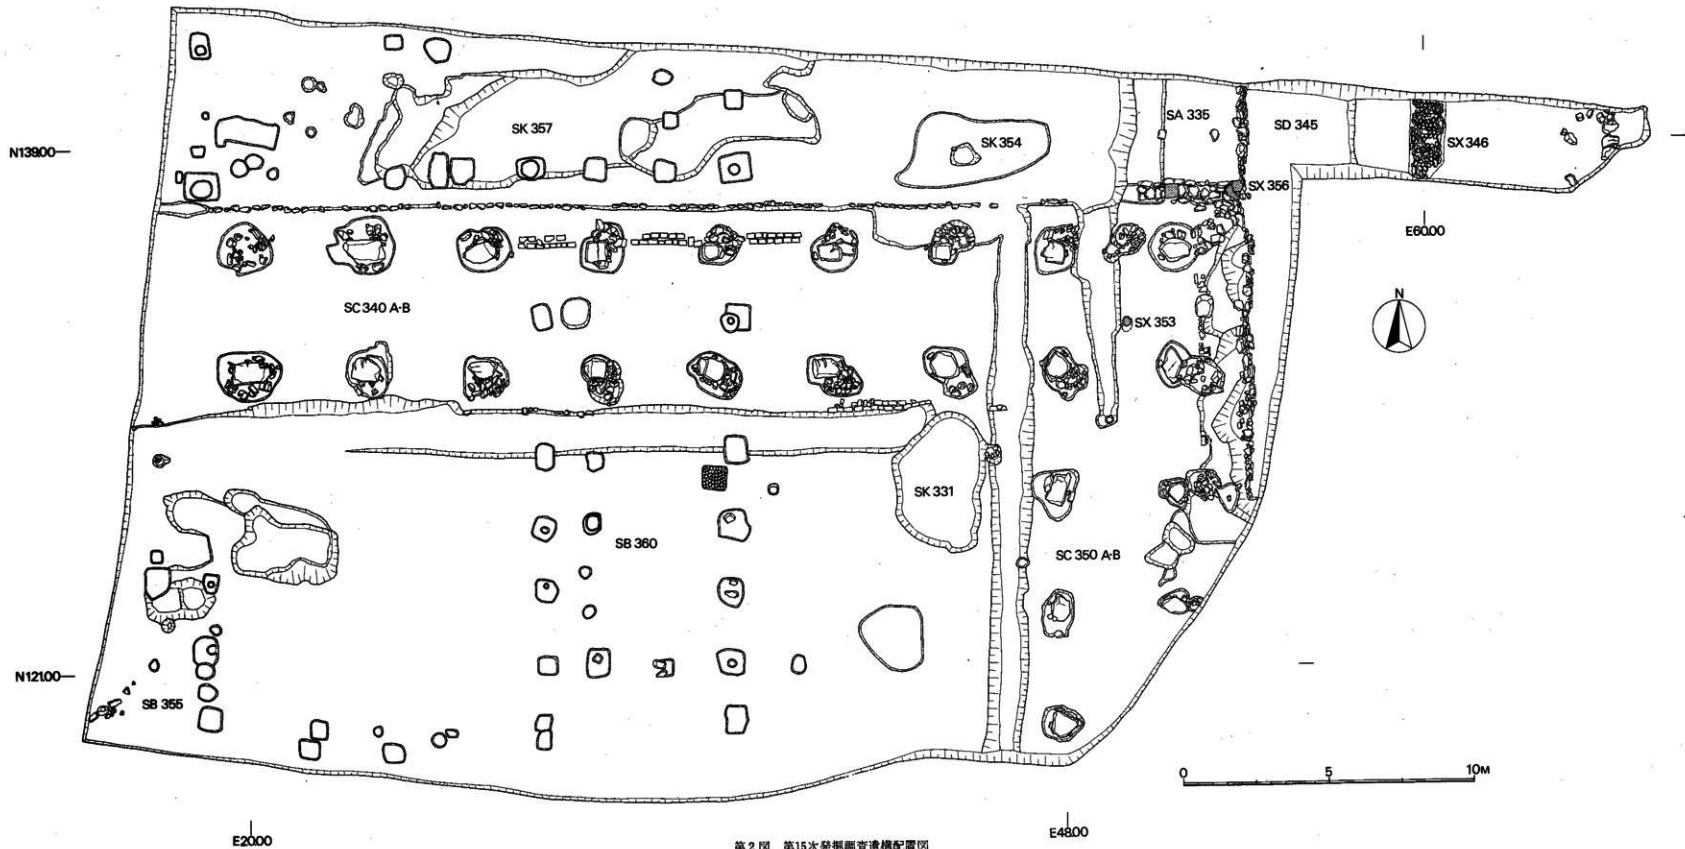 SA 335
SD 345
SX 346
SK 357
SK 354
N139.00
SX 356
E60.00
N
SC 340 A·B
SX 353
SK 331
SB 360
SC 350 A·B
N121.00
SB 355
0 5 10M
E20.00
E48.00
第2図 第15次発掘調査遺構配置図